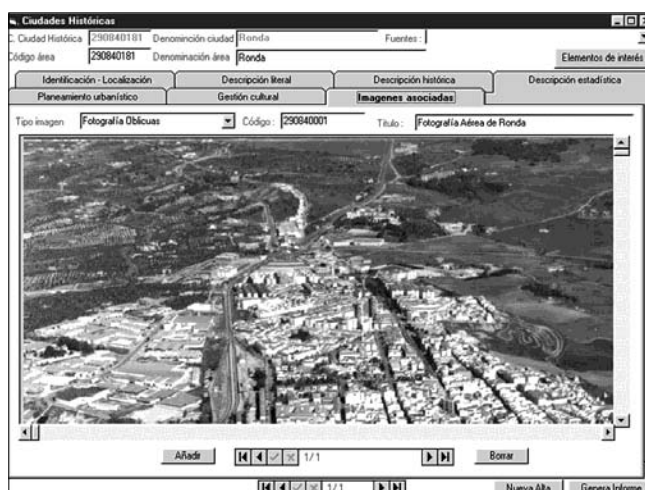 Ciudades Históricas
C. Ciudad Histórica 290840181 Denominción ciudad Ronda Fuentes :
Código área 290840181 Denominación área Ronda Elementos de interés
Identificación - Localización Descripción literal Descripción histórica Descripción estadística
Planeamiento urbanístico Gestión cultural Imagenes asociadas
Tipo imagen Fotografía Oblicuas Código : 290840001 Título : Fotografía Aérea de Ronda
Añadir 1/1 Borrar
1/1 Nueva Alta Genera Informe